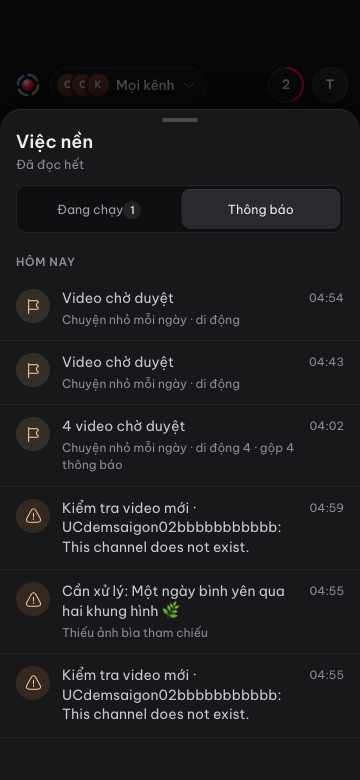 C C K Mọi kênh 2 T
Việc nền
Đã đọc hết
Đang chạy 1 Thông báo
HÔM NAY
Video chờ duyệt 04:54
Chuyện nhỏ mỗi ngày · di động
Video chờ duyệt 04:43
Chuyện nhỏ mỗi ngày · di động
4 video chờ duyệt 04:02
Chuyện nhỏ mỗi ngày · di động 4 · gộp 4
thông báo
Kiểm tra video mới · 04:59
UCdemsaigon02bbbbbbbbbbb:
This channel does not exist.
Cần xử lý: Một ngày bình yên qua 04:55
hai khung hình 🌿
Thiếu ảnh bìa tham chiếu
Kiểm tra video mới · 04:55
UCdemsaigon02bbbbbbbbbbb:
This channel does not exist.